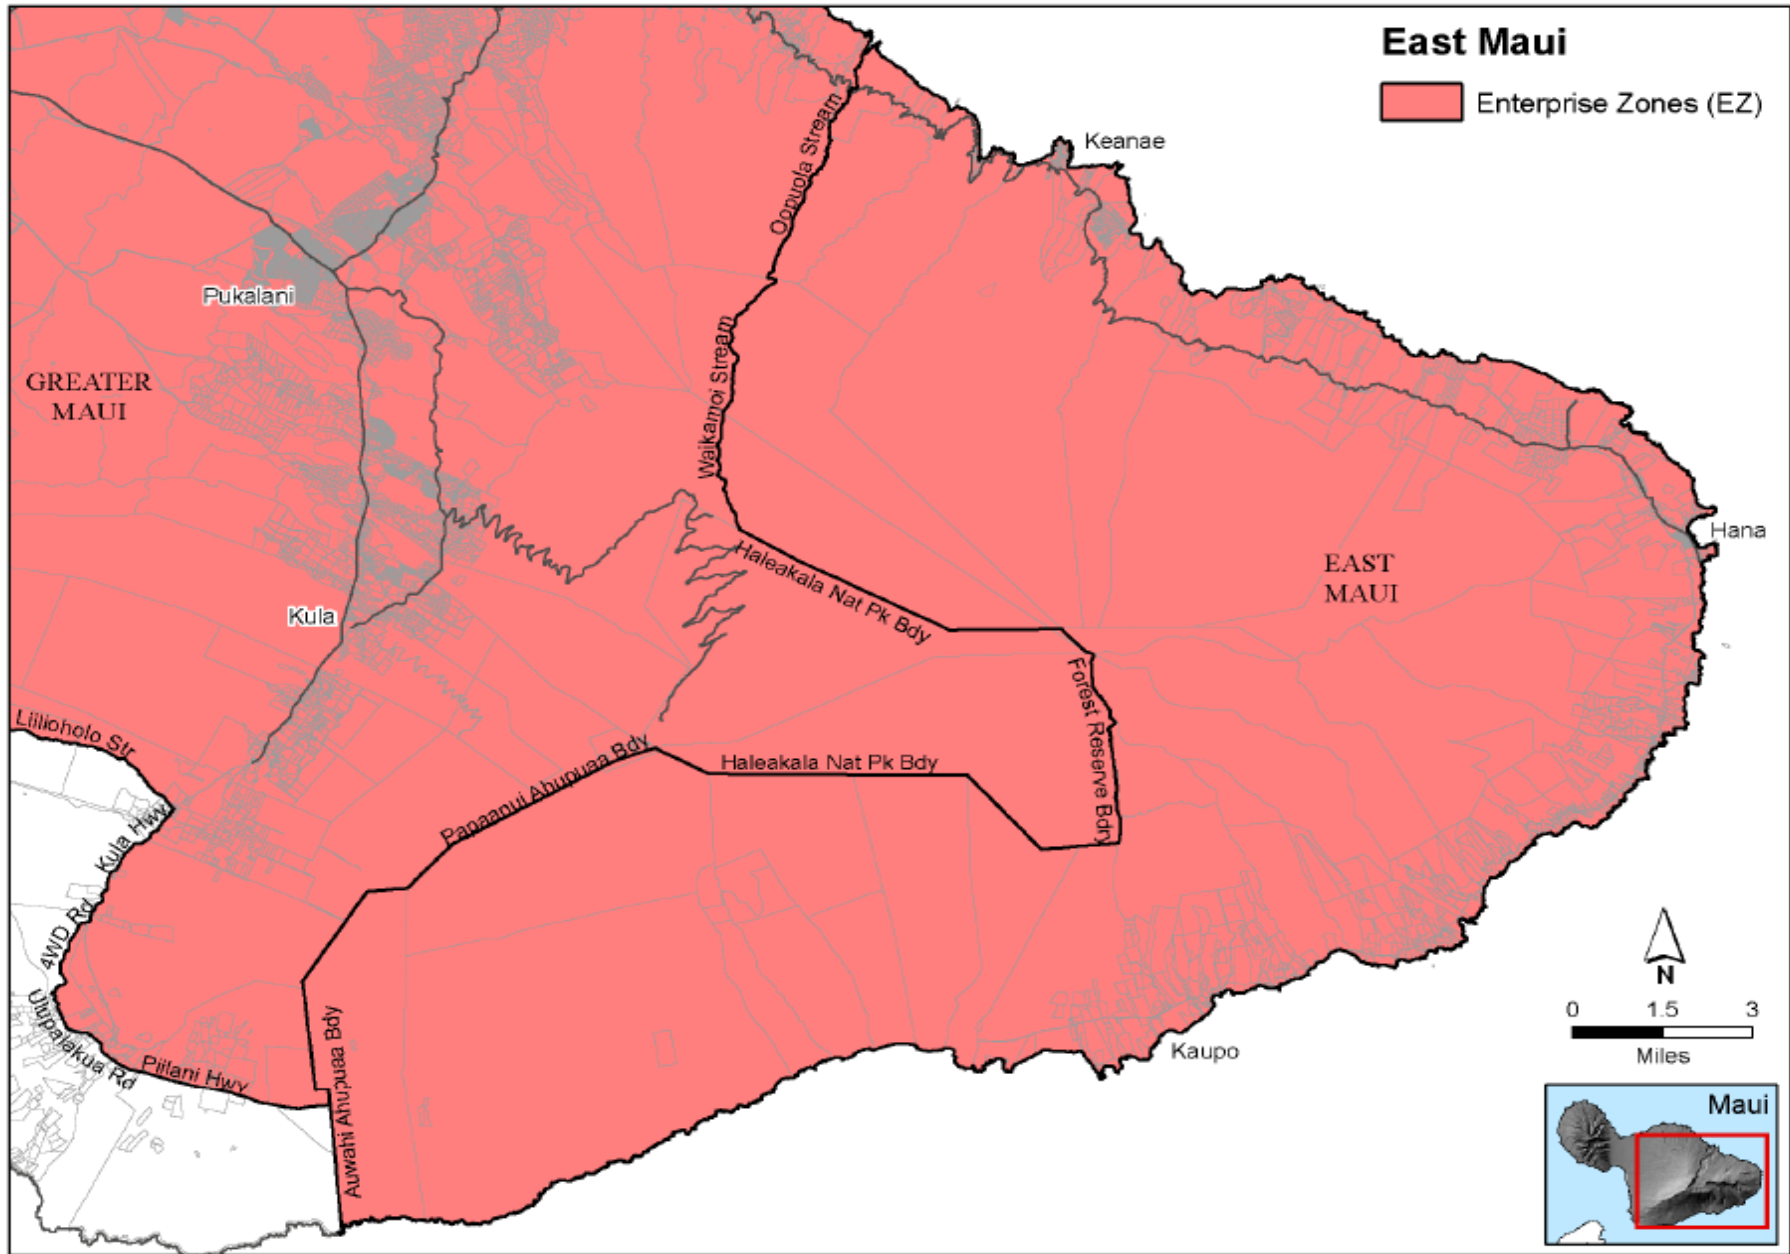 East Maui
Enterprise Zones (EZ)
Keanae
Oopuola Stream
Pukalani
Waikamoi Stream
GREATER
MAUI
Hana
Haleakala Nat Pk Bdy
EAST
MAUI
Kula
Forest Reserve Bdry
Liilioholo Str
Papaanui Ahupuaa Bdy
Haleakala Nat Pk Bdy
Kula Hwy
4WD Rd
Ulupalakua Rd
Piilani Hwy
Auwahi Ahupuaa Bdy
Kaupo
N
0 1.5 3
Miles
Maui